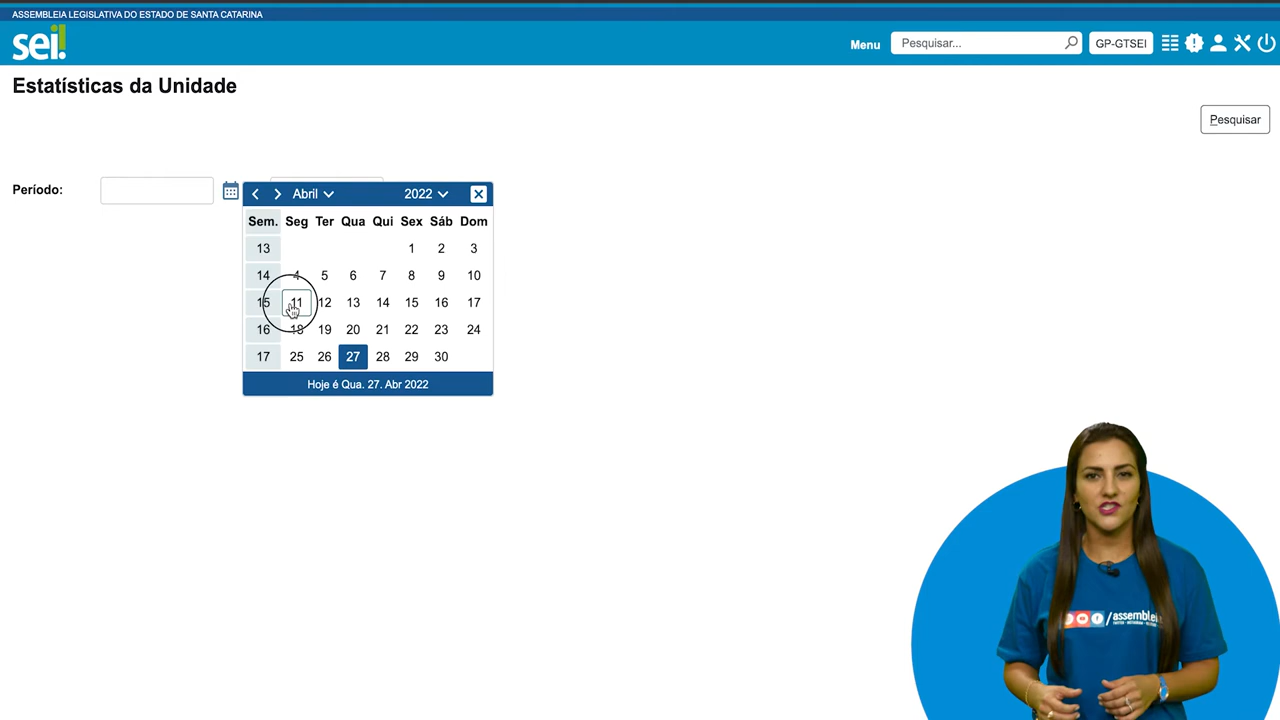 ASSEMBLEIA LEGISLATIVA DO ESTADO DE SANTA CATARINA
sei!
Menu
Pesquisar...
GP-GTSEI
Estatísticas da Unidade
Pesquisar
Período:
Abril
2022
Sem. Seg Ter Qua Qui Sex Sáb Dom
13 1 2 3
14 4 5 6 7 8 9 10
15 11 12 13 14 15 16 17
16 18 19 20 21 22 23 24
17 25 26 27 28 29 30
Hoje é Qua. 27. Abr 2022